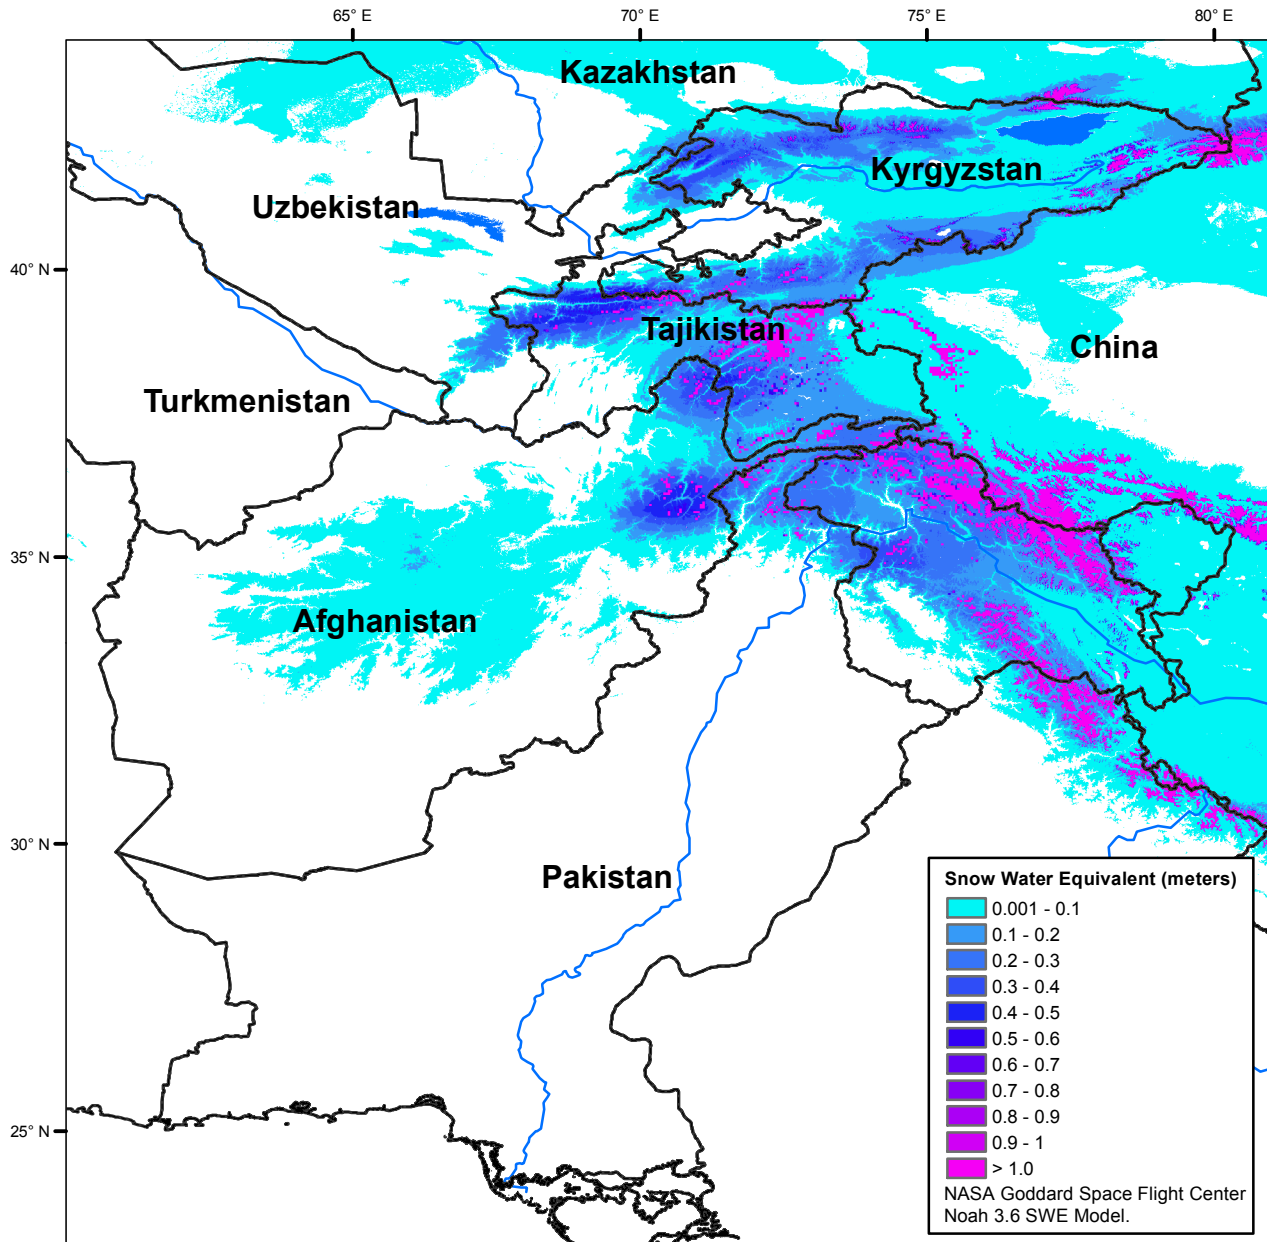 65° E
70° E
75° E
80° E
Kazakhstan
Kyrgyzstan
Uzbekistan
40° N
Tajikistan
China
Turkmenistan
35° N
Afghanistan
30° N
Pakistan
25° N
Snow Water Equivalent (meters)
0.001 - 0.1
0.1 - 0.2
0.2 - 0.3
0.3 - 0.4
0.4 - 0.5
0.5 - 0.6
0.6 - 0.7
0.7 - 0.8
0.8 - 0.9
0.9 - 1
> 1.0
NASA Goddard Space Flight Center
Noah 3.6 SWE Model.